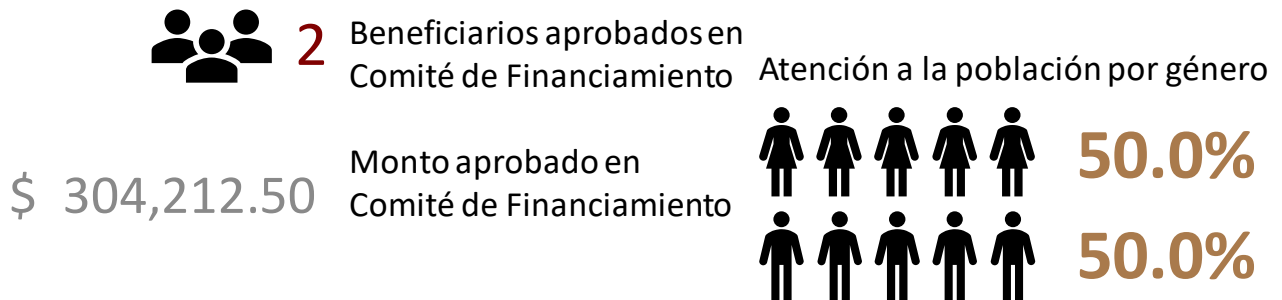 2
Beneficiarios aprobados en
Comité de Financiamiento
$ 304,212.50
Monto aprobado en
Comité de Financiamiento
Atención a la población por género
50.0%
50.0%